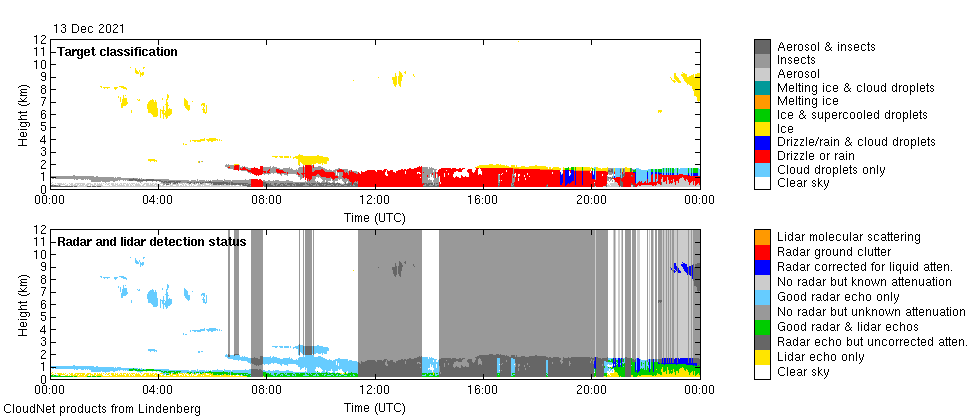 13 Dec 2021
12
11
10
9
8
7
6
5
4
3
2
1
0
Height (km)
Target classification
00:00 04:00 08:00 12:00 16:00 20:00 00:00
Time (UTC)
Aerosol & insects
Insects
Aerosol
Melting ice & cloud droplets
Melting ice
Ice & supercooled droplets
Ice
Drizzle/rain & cloud droplets
Drizzle or rain
Cloud droplets only
Clear sky
12
11
10
9
8
7
6
5
4
3
2
1
0
Height (km)
Radar and lidar detection status
00:00 04:00 08:00 12:00 16:00 20:00 00:00
Time (UTC)
Lidar molecular scattering
Radar ground clutter
Radar corrected for liquid atten.
No radar but known attenuation
Good radar echo only
No radar but unknown attenuation
Good radar & lidar echos
Radar echo but uncorrected atten.
Lidar echo only
Clear sky
CloudNet products from Lindenberg